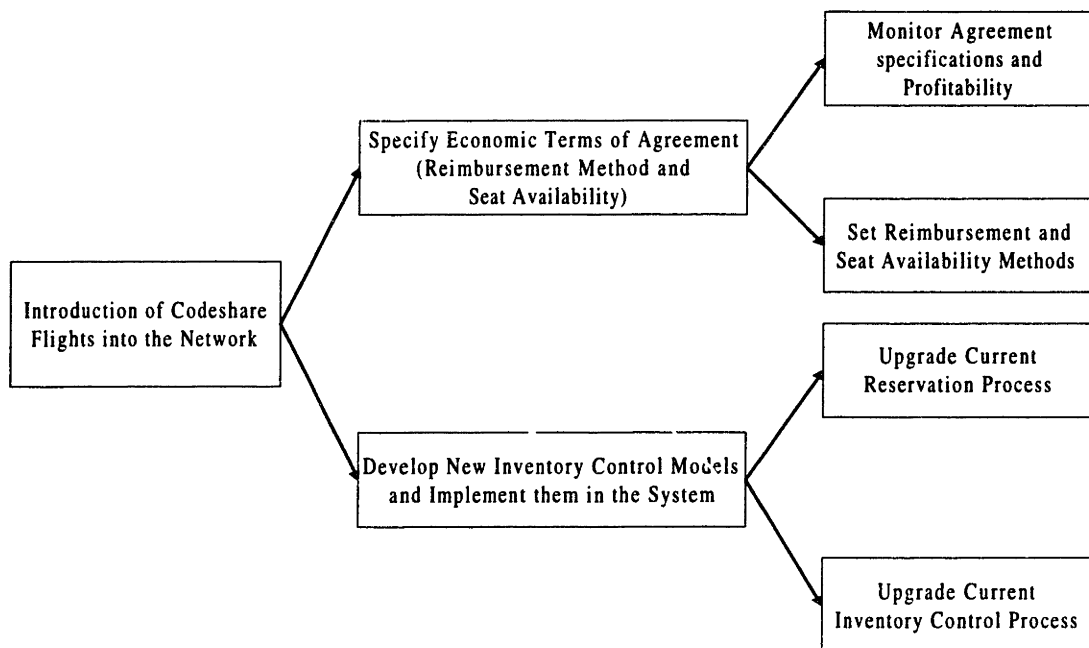 Monitor Agreement
specifications and
Profitability
Specify Economic Terms of Agreement
(Reimbursement Method and
Seat Availability)
Set Reimbursement and
Seat Availability Methods
Introduction of Codeshare
Flights into the Network
Upgrade Current
Reservation Process
Develop New Inventory Control Models
and Implement them in the System
Upgrade Current
Inventory Control Process